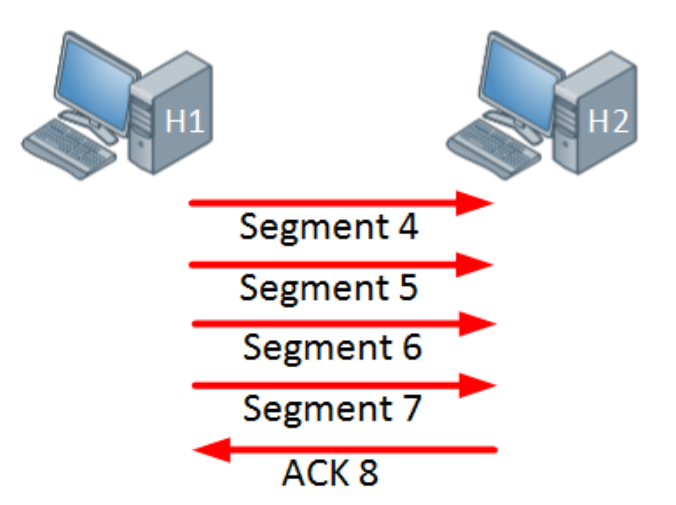 H1
H2
Segment 4
Segment 5
Segment 6
Segment 7
ACK 8